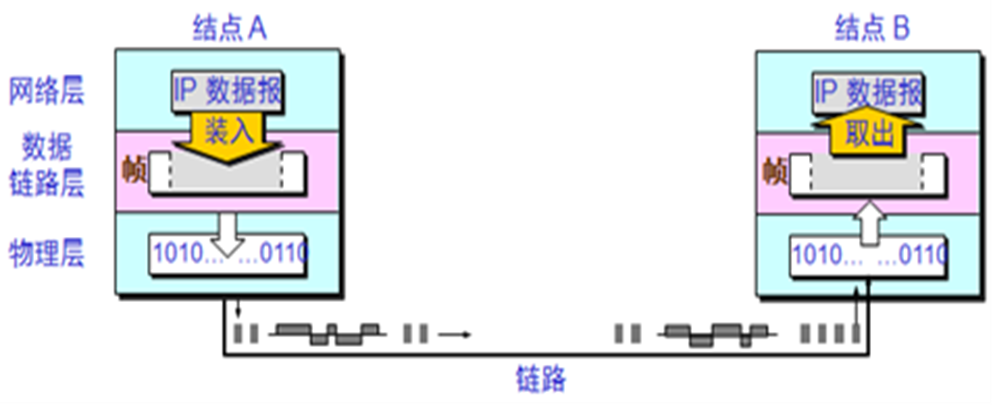 结点 A
结点 B
网络层
IP 数据报
IP 数据报
装入
取出
数据
链路层
帧
帧
物理层
1010... ...0110
1010... ...0110
链路